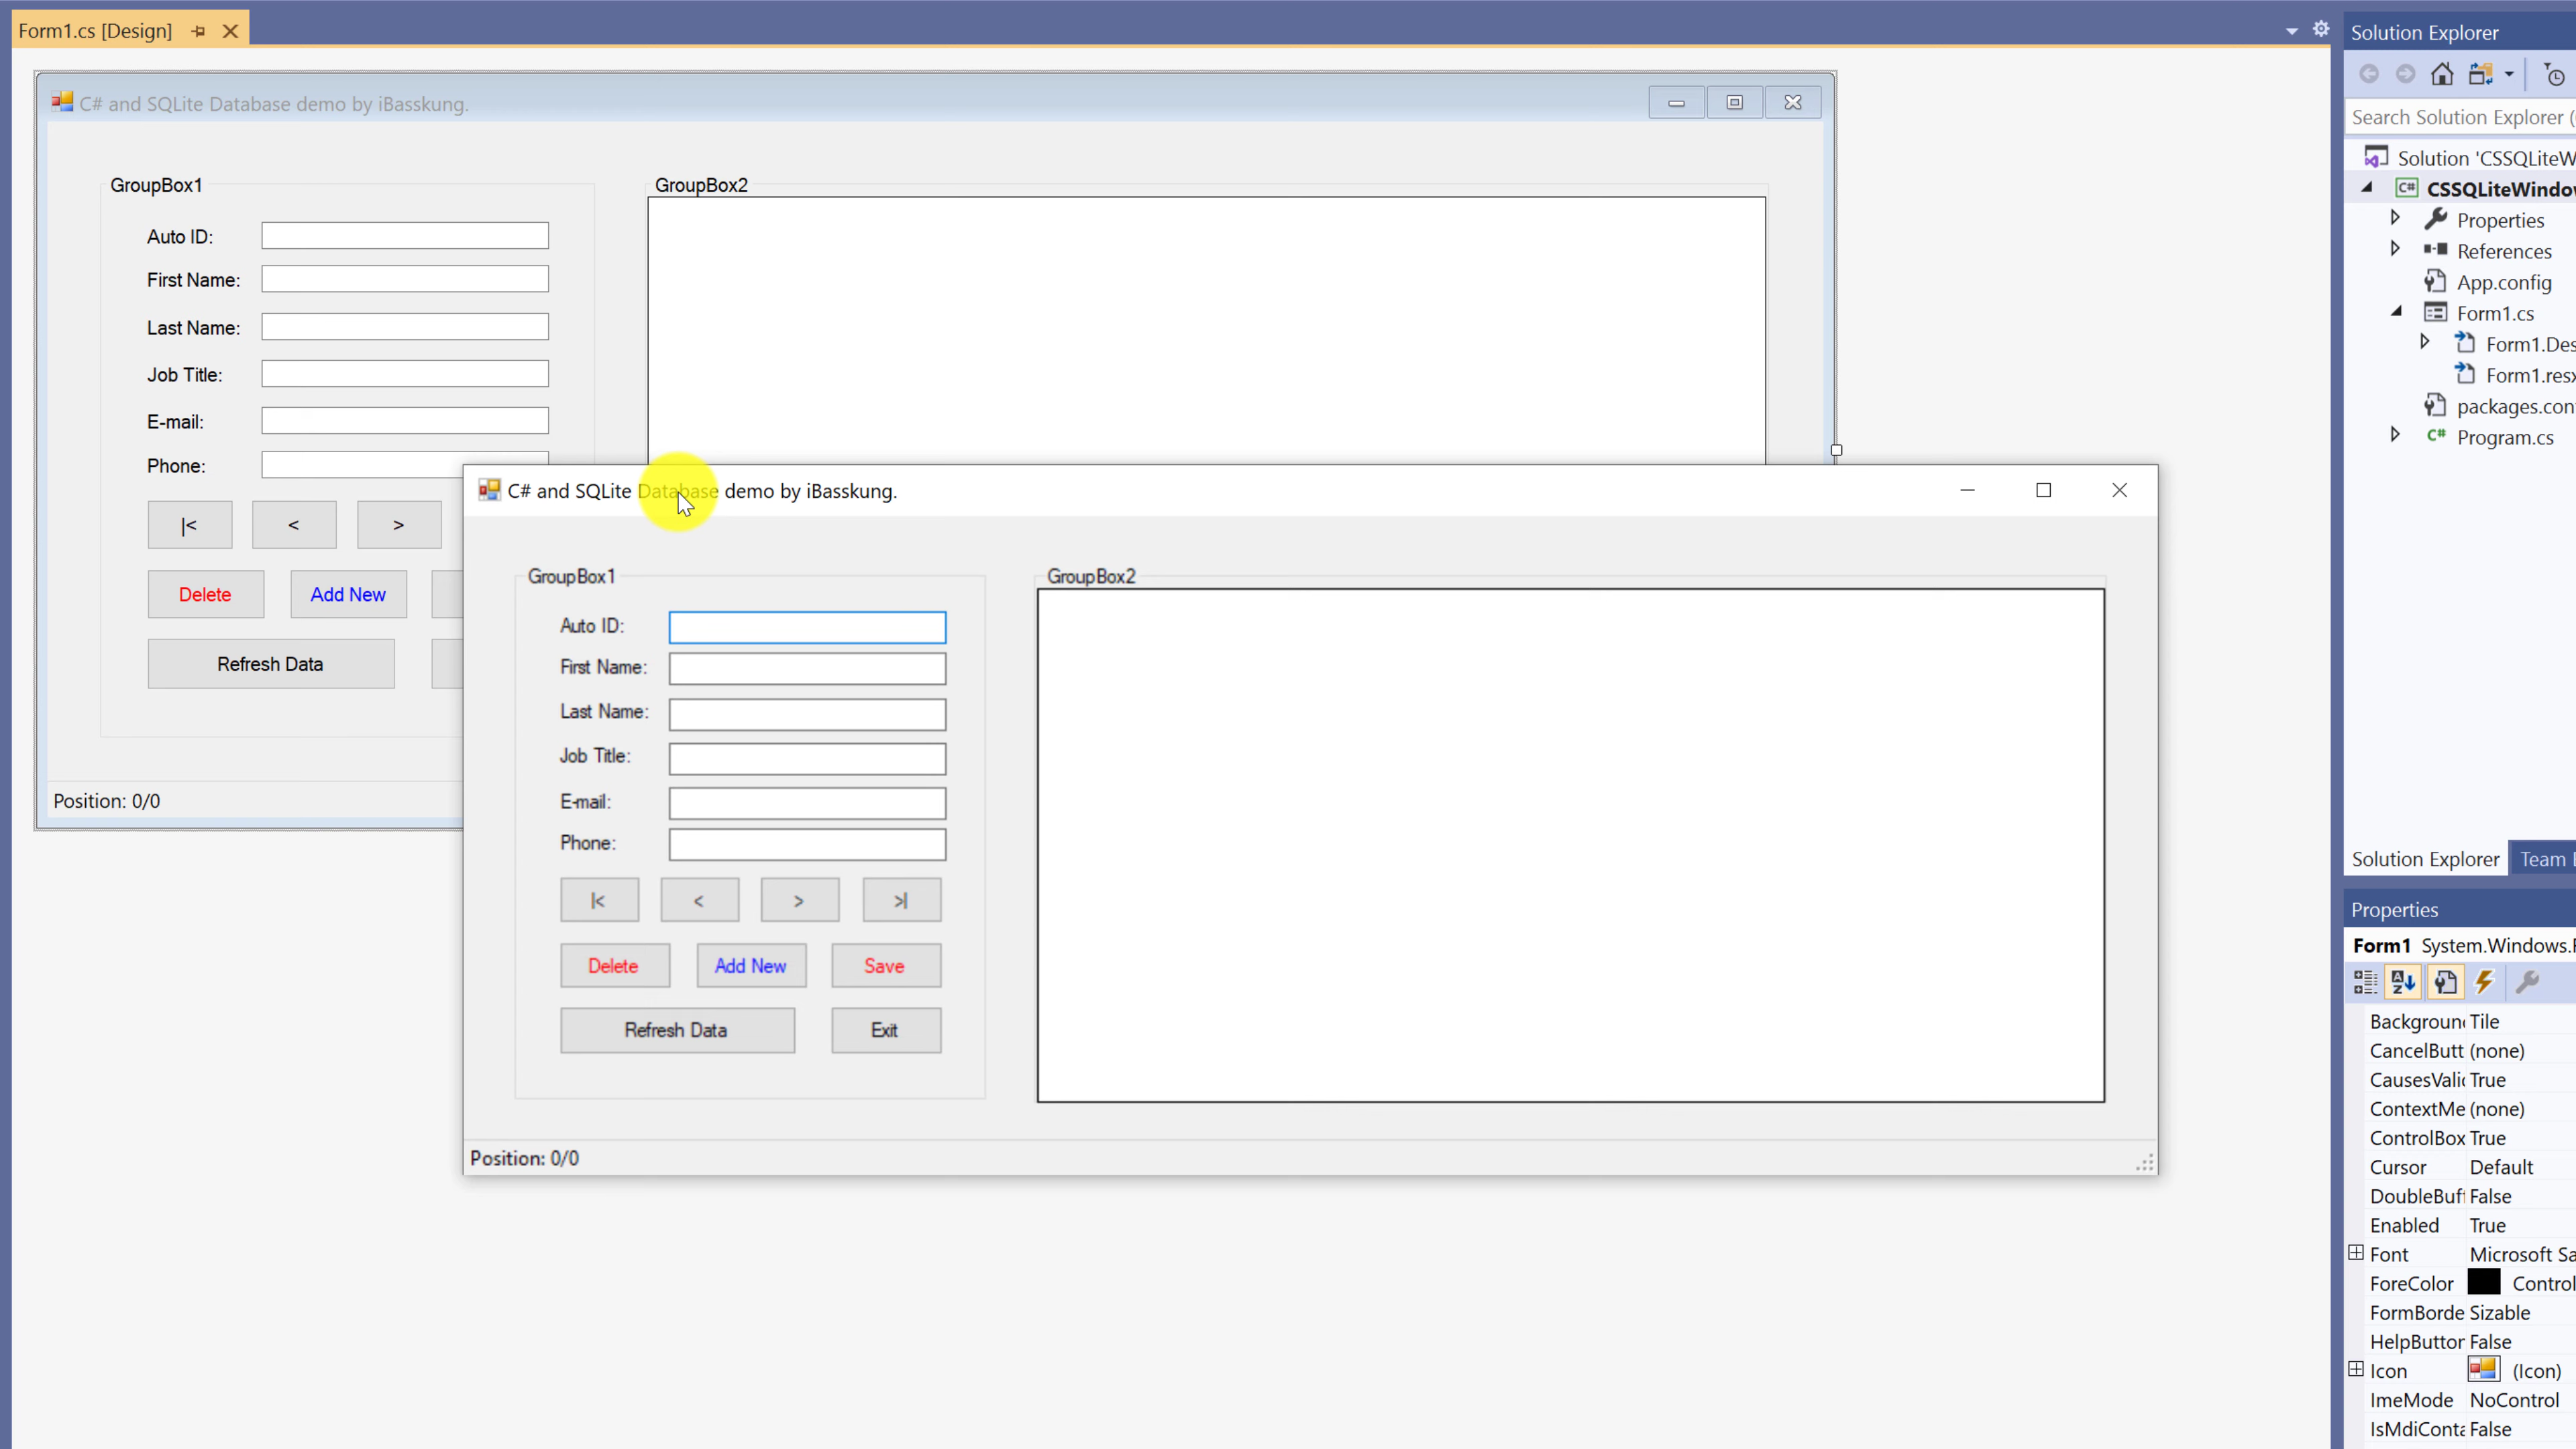 Form1.cs [Design]
C# and SQLite Database demo by iBasskung.
GroupBox1
GroupBox2
Auto ID:
First Name:
Last Name:
Job Title:
E-mail:
Phone:
|<
<
>
Delete
Add New
Refresh Data
Position: 0/0
C# and SQLite Database demo by iBasskung.
GroupBox1
GroupBox2
Auto ID:
First Name:
Last Name:
Job Title:
E-mail:
Phone:
|<
<
>
>|
Delete
Add New
Save
Refresh Data
Exit
Position: 0/0
Solution Explorer
Search Solution Explorer (
Solution 'CSSQLiteW
C# CSSQLiteWindow
Properties
References
App.config
Form1.cs
Form1.Des
Form1.resx
packages.con
C# Program.cs
Solution Explorer Team
Properties
Form1 System.Windows.F
Backgroun Tile
CancelButt (none)
CausesVali True
ContextMe (none)
ControlBox True
Cursor Default
DoubleBuff False
Enabled True
Font Microsoft Sa
ForeColor Control
FormBorde Sizable
HelpButtor False
Icon (Icon)
ImeMode NoControl
IsMdiConta False